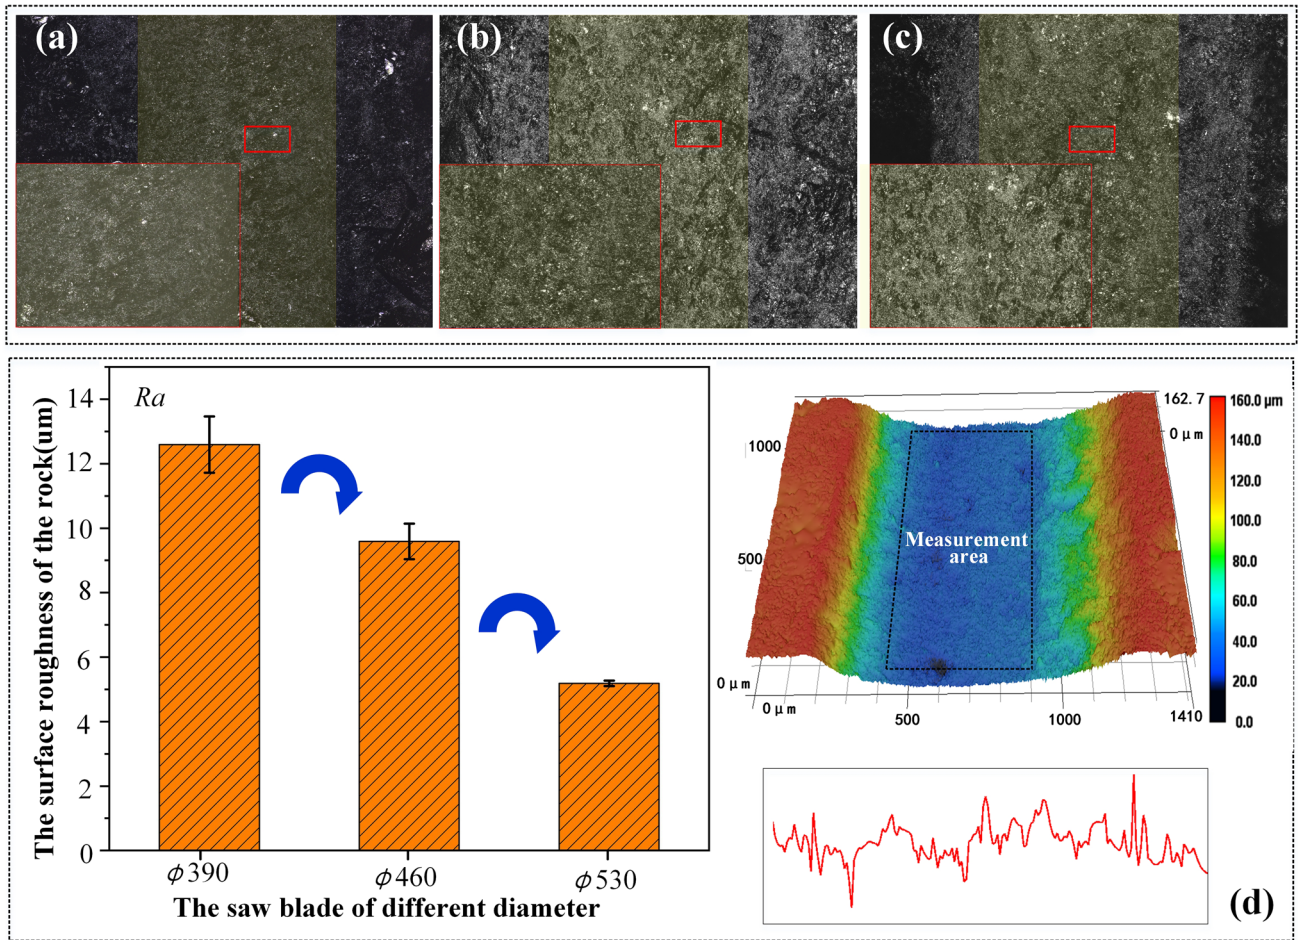 (a)
(b)
(c)
The surface roughness of the rock(um)
14
12
10
8
6
4
2
0
Ra
ϕ390
ϕ460
ϕ530
The saw blade of different diameter
1000
500
0 μm
0 μm
500
1000
1410
162.7
0 μm
Measurement
area
160.0 μm
140.0
120.0
100.0
80.0
60.0
40.0
20.0
0.0
(d)